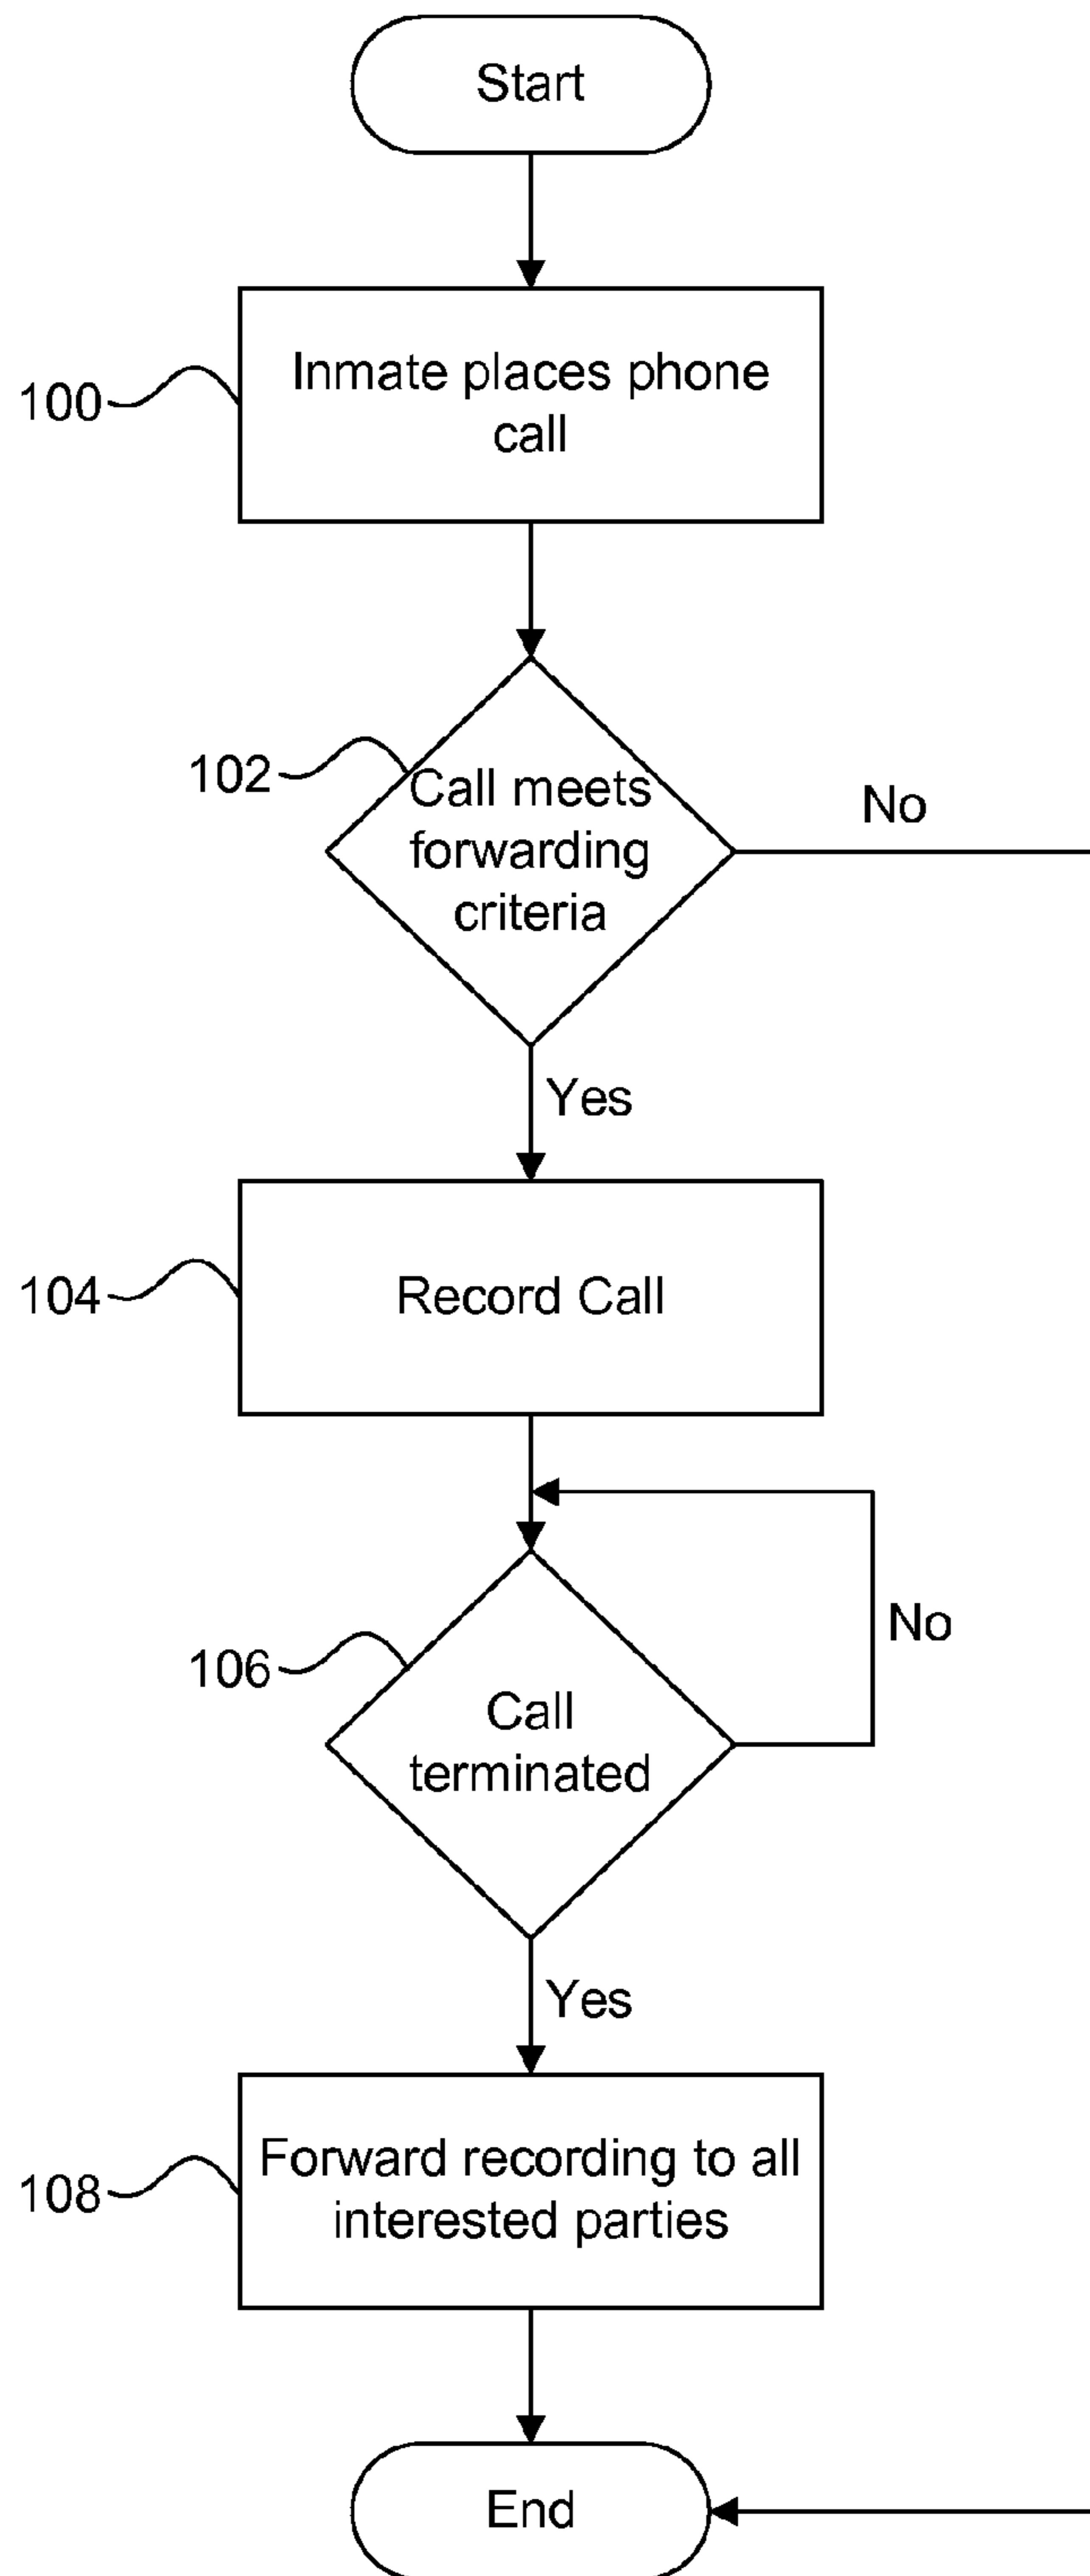 Start
100
Inmate places phone
call
102
Call meets
forwarding
criteria
No
Yes
104
Record Call
No
106
Call
terminated
Yes
108
Forward recording to all
interested parties
End